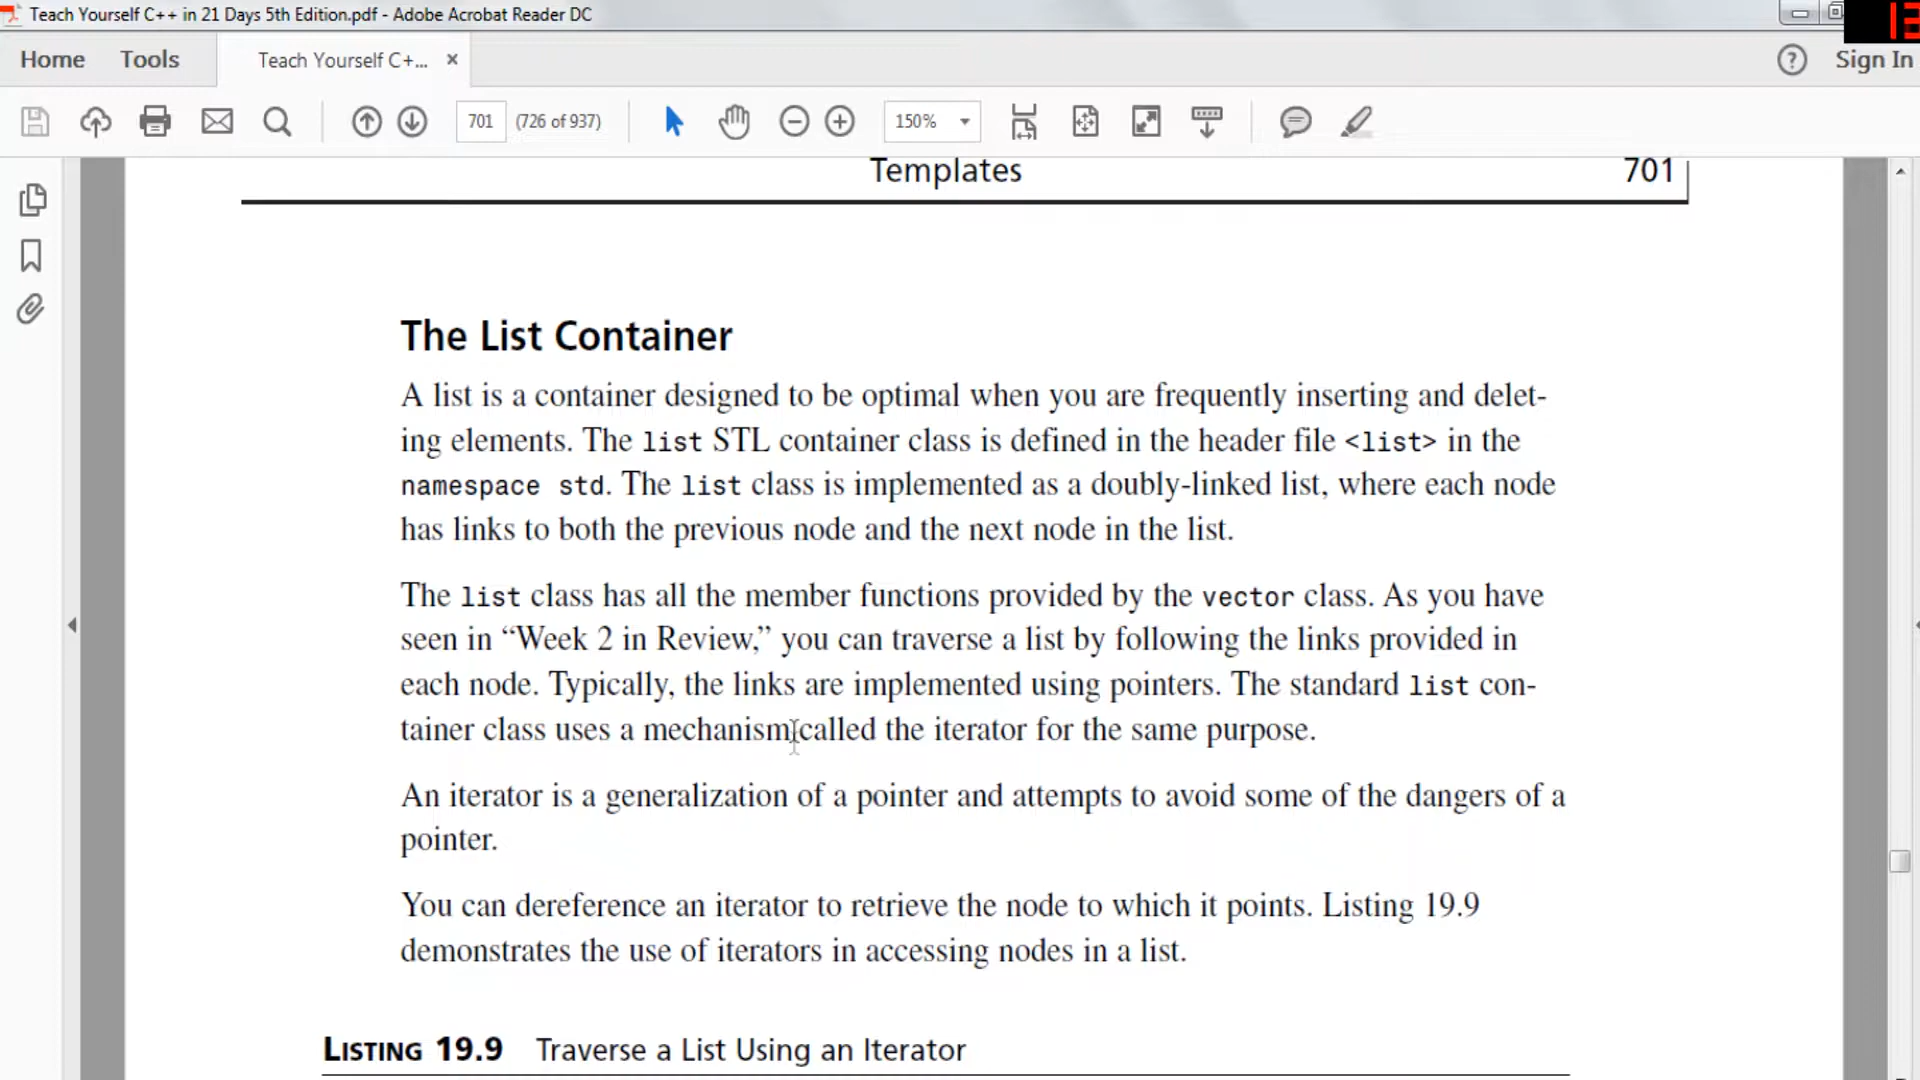 Teach Yourself C++ in 21 Days 5th Edition.pdf - Adobe Acrobat Reader DC
13
Home Tools Teach Yourself C+... × ? Sign In
701 (726 of 937) 150%
Templates 701
The List Container
A list is a container designed to be optimal when you are frequently inserting and delet-
ing elements. The list STL container class is defined in the header file <list> in the
namespace std. The list class is implemented as a doubly-linked list, where each node
has links to both the previous node and the next node in the list.
The list class has all the member functions provided by the vector class. As you have
seen in “Week 2 in Review,” you can traverse a list by following the links provided in
each node. Typically, the links are implemented using pointers. The standard list con-
tainer class uses a mechanism called the iterator for the same purpose.
An iterator is a generalization of a pointer and attempts to avoid some of the dangers of a
pointer.
You can dereference an iterator to retrieve the node to which it points. Listing 19.9
demonstrates the use of iterators in accessing nodes in a list.
LISTING 19.9 Traverse a List Using an Iterator